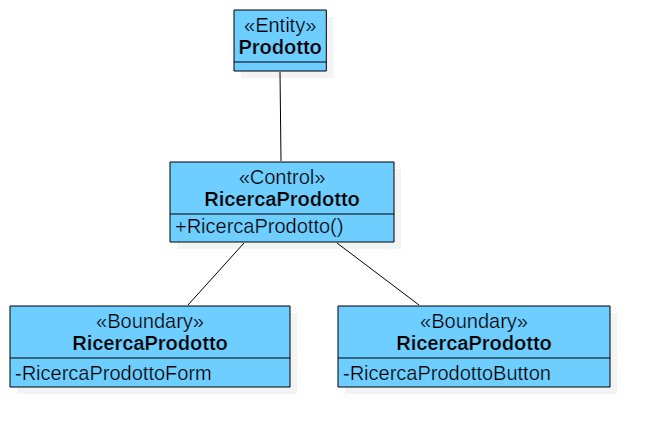 «Entity»
Prodotto
«Control»
RicercaProdotto
+RicercaProdotto()
«Boundary»
RicercaProdotto
-RicercaProdottoForm
«Boundary»
RicercaProdotto
-RicercaProdottoButton